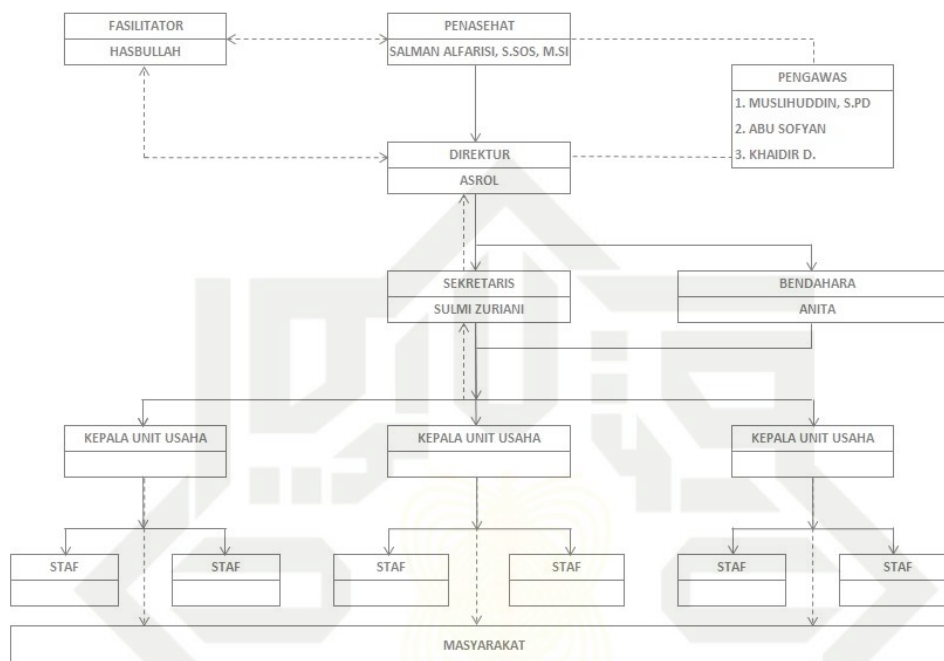 FASILITATOR
HASBULLAH
PENASEHAT
SALMAN ALFARISI, S.SOS, M.SI
PENGAWAS
1. MUSLIHUDDIN, S.PD
2. ABU SOFYAN
3. KHAIDIR D.
DIREKTUR
ASROL
SEKRETARIS
SULMI ZURIANI
BENDAHARA
ANITA
KEPALA UNIT USAHA
KEPALA UNIT USAHA
KEPALA UNIT USAHA
STAF
STAF
STAF
STAF
STAF
STAF
MASYARAKAT